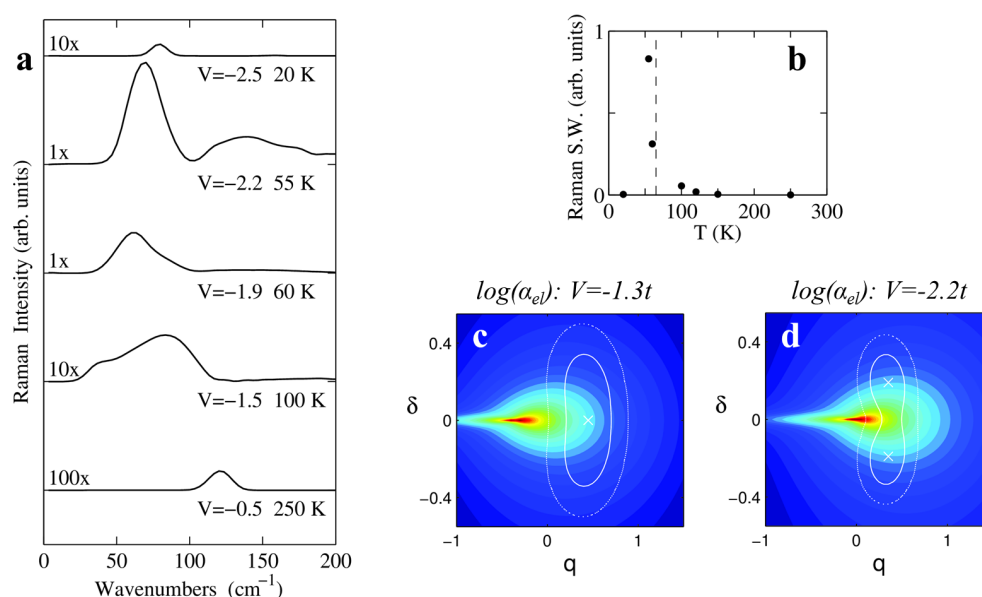 a
10x
V=−2.5 20 K
1x
V=−2.2 55 K
1x
V=−1.9 60 K
10x
V=−1.5 100 K
100x
V=−0.5 250 K
Raman Intensity (arb. units)
0 50 100 150 200
Wavenumbers (cm⁻¹)
b
Raman S.W. (arb. units)
1
0
0 100 200 300
T (K)
log(α_el): V=-1.3t
c
δ
0.4
0
−0.4
−1 0 1
q
log(α_el): V=-2.2t
d
δ
0.4
0
−0.4
−1 0 1
q